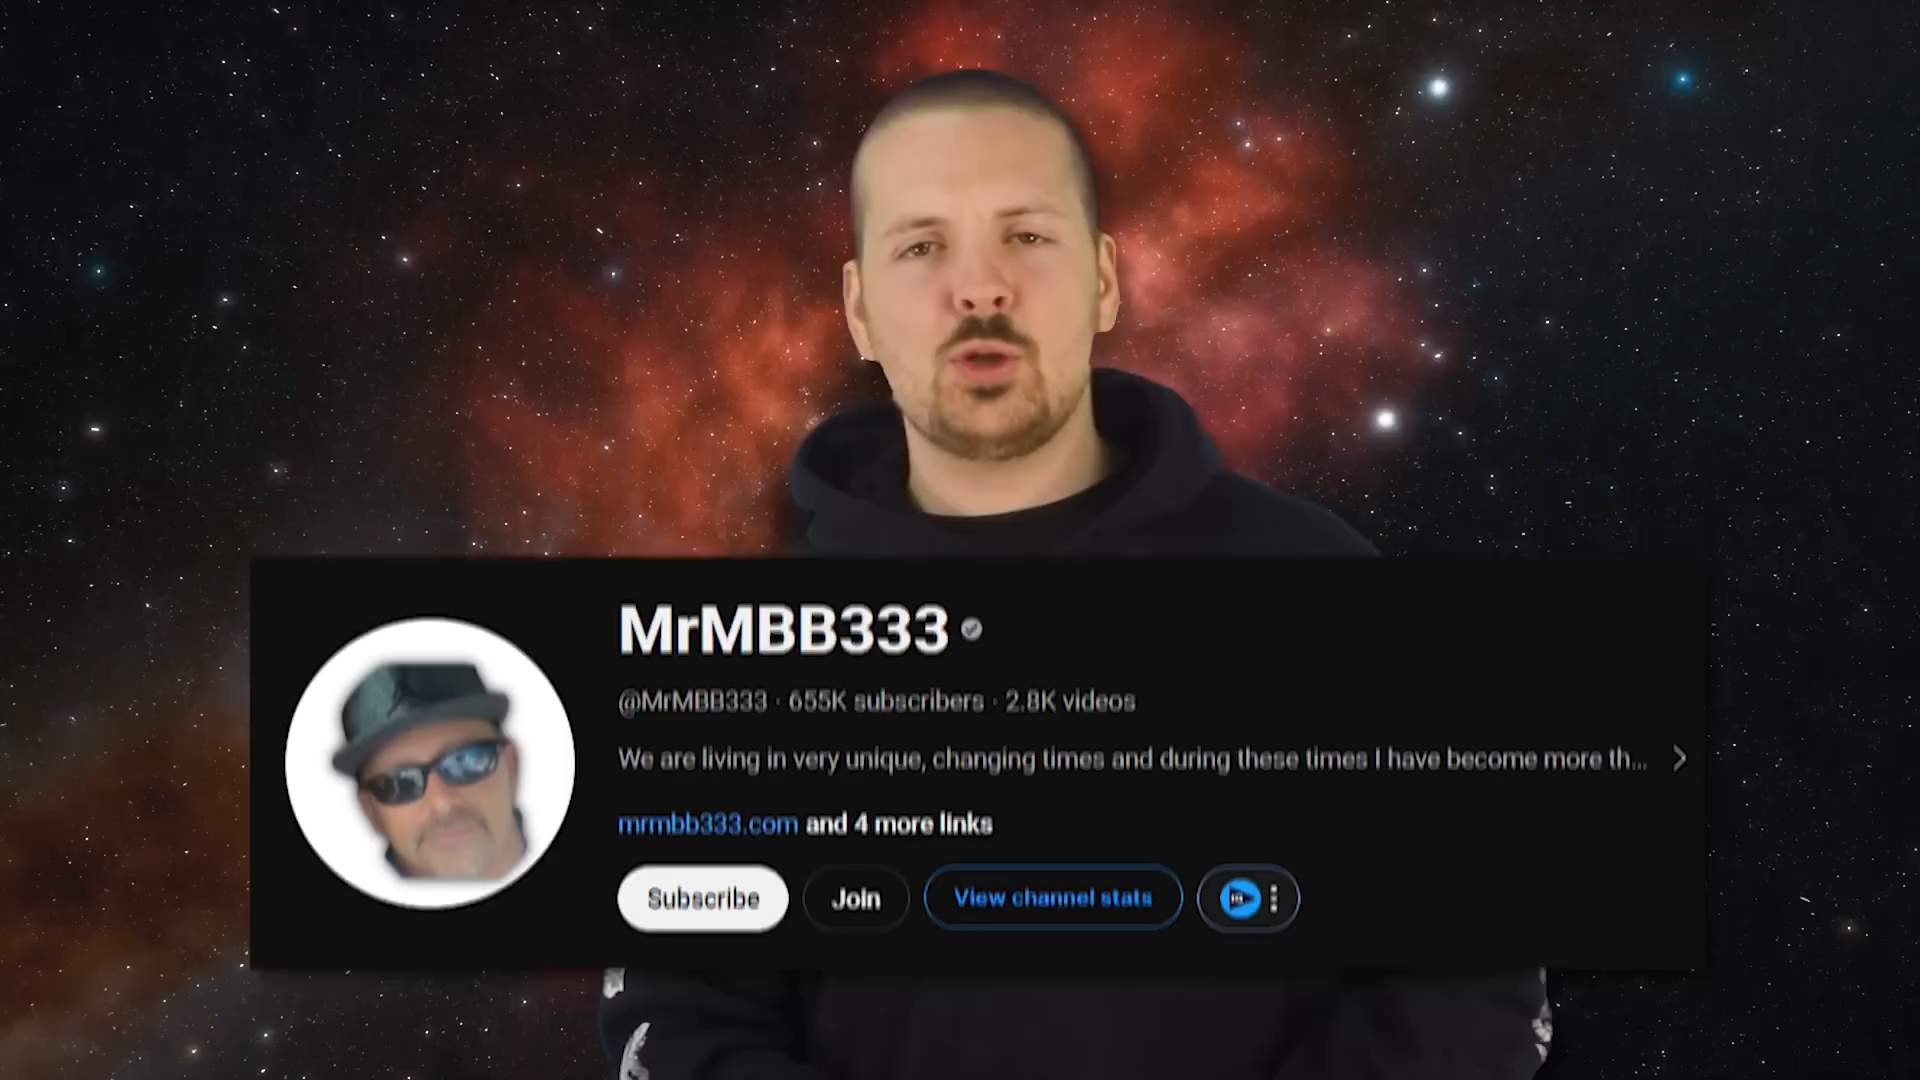 MrMBB333
@MrMBB333 · 655K subscribers · 2.8K videos
We are living in very unique, changing times and during these times I have become more th...
mrmbb333.com and 4 more links
Subscribe Join View channel stats